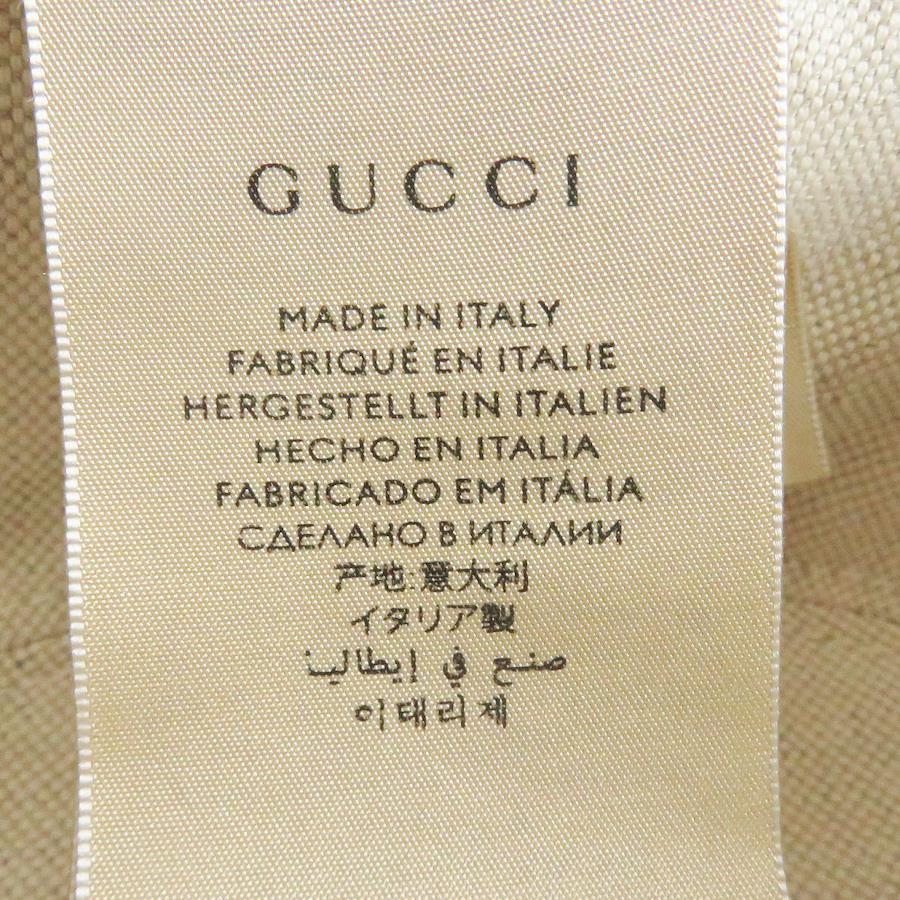 GUCCI
MADE IN ITALY
FABRIQUÉ EN ITALIE
HERGESTELLT IN ITALIEN
HECHO EN ITALIA
FABRICADO EM ITÁLIA
СДЕЛАНО В ИТАЛИИ
产地:意大利
イタリア製
صنع في إيطاليـا
이태리제